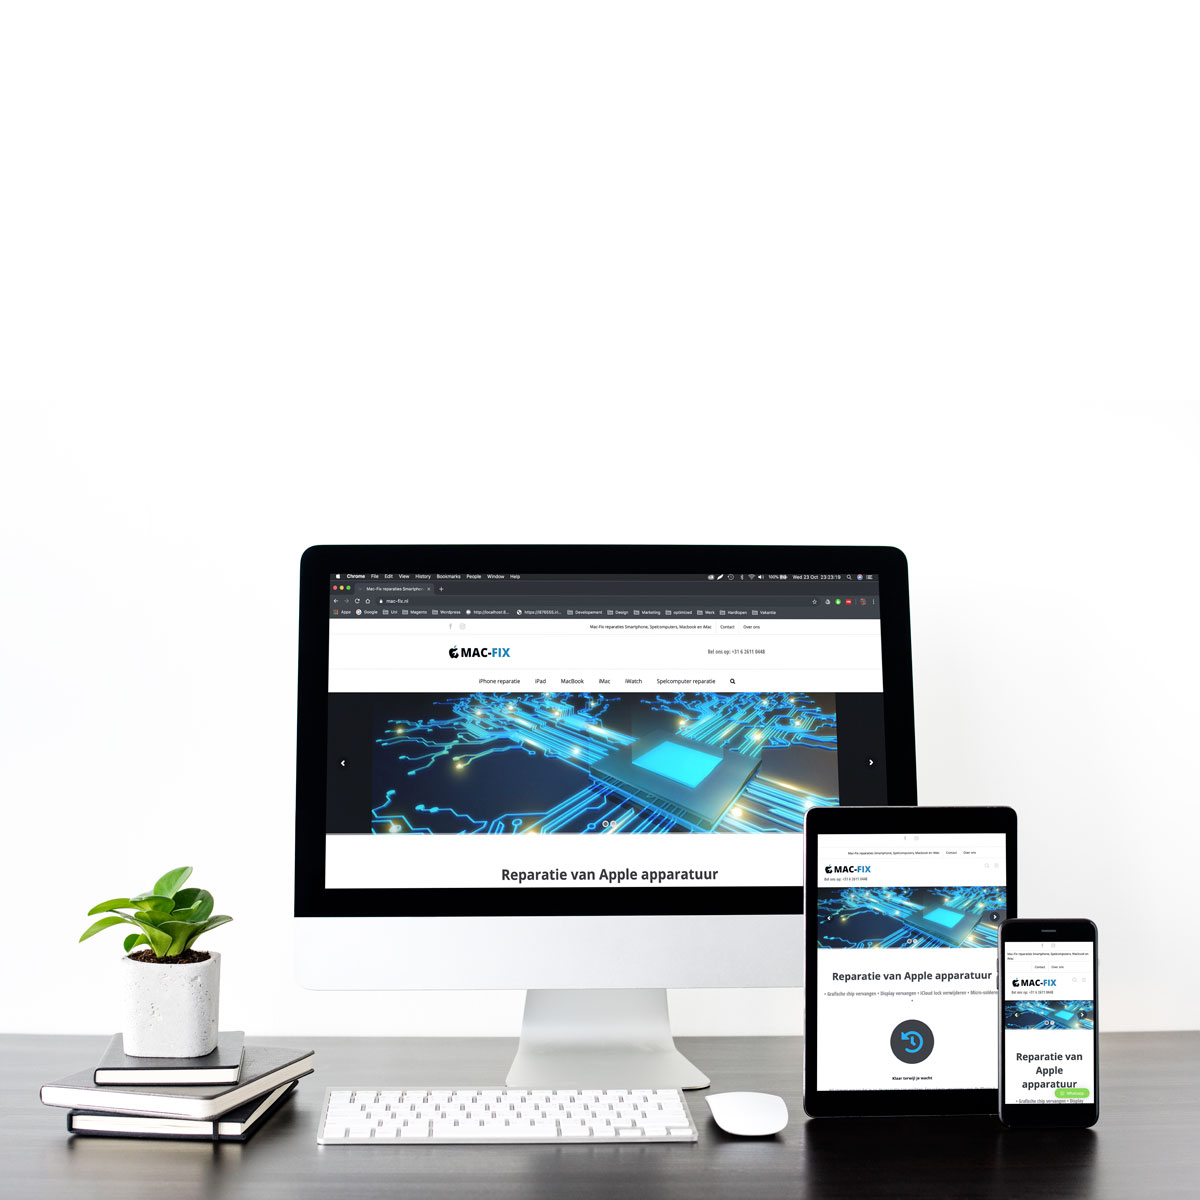 Chrome File Edit View History Bookmarks People Window Help
100% Wed 23 Oct 23:23:19
Mac-Fix reparaties Smartphon
mac-fix.nl
Apps Google Uni Magento Wordpress http://localhost:8... Developement Design Marketing optimized Werk Hardlopen Vakantie
Mac-Fix reparaties Smartphone, Spelcomputers, Macbook en iMac Contact Over ons
MAC-FIX
Bel ons op: +31 6 2611 0448
iPhone reparatie iPad MacBook iMac iWatch Spelcomputer reparatie
Reparatie van Apple apparatuur
Mac-Fix reparaties Smartphone, Spelcomputers, Macbook en iMac Contact Over ons
MAC-FIX
Bel ons op: +31 6 2611 0448
Reparatie van Apple apparatuur
• Grafische chip vervangen • Display vervangen • iCloud lock verwijderen • Micro-soldere
•
Klaar terwijl je wacht
Mac-Fix reparaties Smartphone, Spelcomputers, Macbook en
iMac
Contact Over ons
MAC-FIX
Bel ons op: +31 6 2611 0448
Reparatie van
Apple
apparatuur
WhatsApp
• Grafische chip vervangen • Display